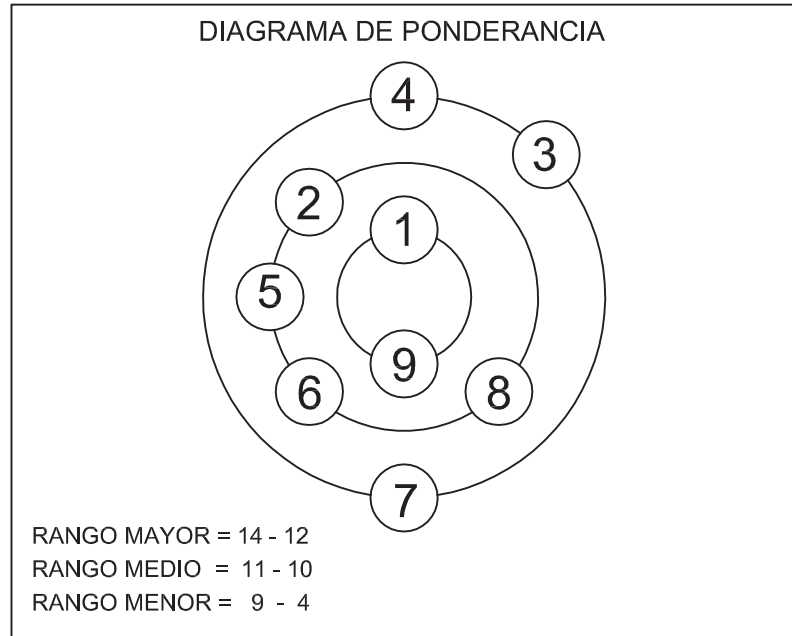 DIAGRAMA DE PONDERANCIA
4
3
2
1
5
9
6
8
7
RANGO MAYOR = 14 - 12
RANGO MEDIO = 11 - 10
RANGO MENOR = 9 - 4